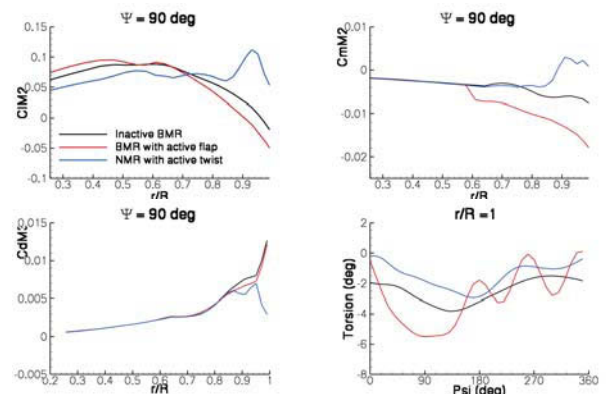 Ψ = 90 deg
ClM2
0.15
0.1
0.05
0
-0.05
-0.1
Inactive BMR
BMR with active flap
NMR with active twist
0.3 0.4 0.5 0.6 0.7 0.8 0.9
r/R
Ψ = 90 deg
CmM2
0.01
0
-0.01
-0.02
0.3 0.4 0.5 0.6 0.7 0.8 0.9
r/R
Ψ = 90 deg
0.015
0.01
0.005
0
-0.005
0.2 0.3 0.4 0.5 0.6 0.7 0.8 0.9 1
r/R
r/R =1
Torsion (deg)
2
0
-2
-4
-6
-8
0 90 180 270 360
Psi (deg)